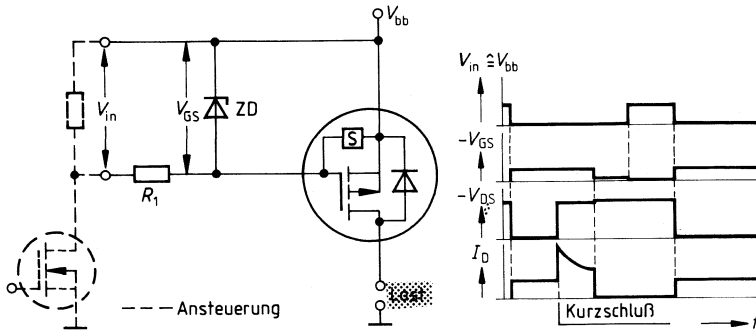 V_bb
V_in
V_GS
ZD
S
R_1
Last
Ansteuerung
V_in ≙ V_bb
-V_GS
-V_DS
I_D
Kurzschluß
t